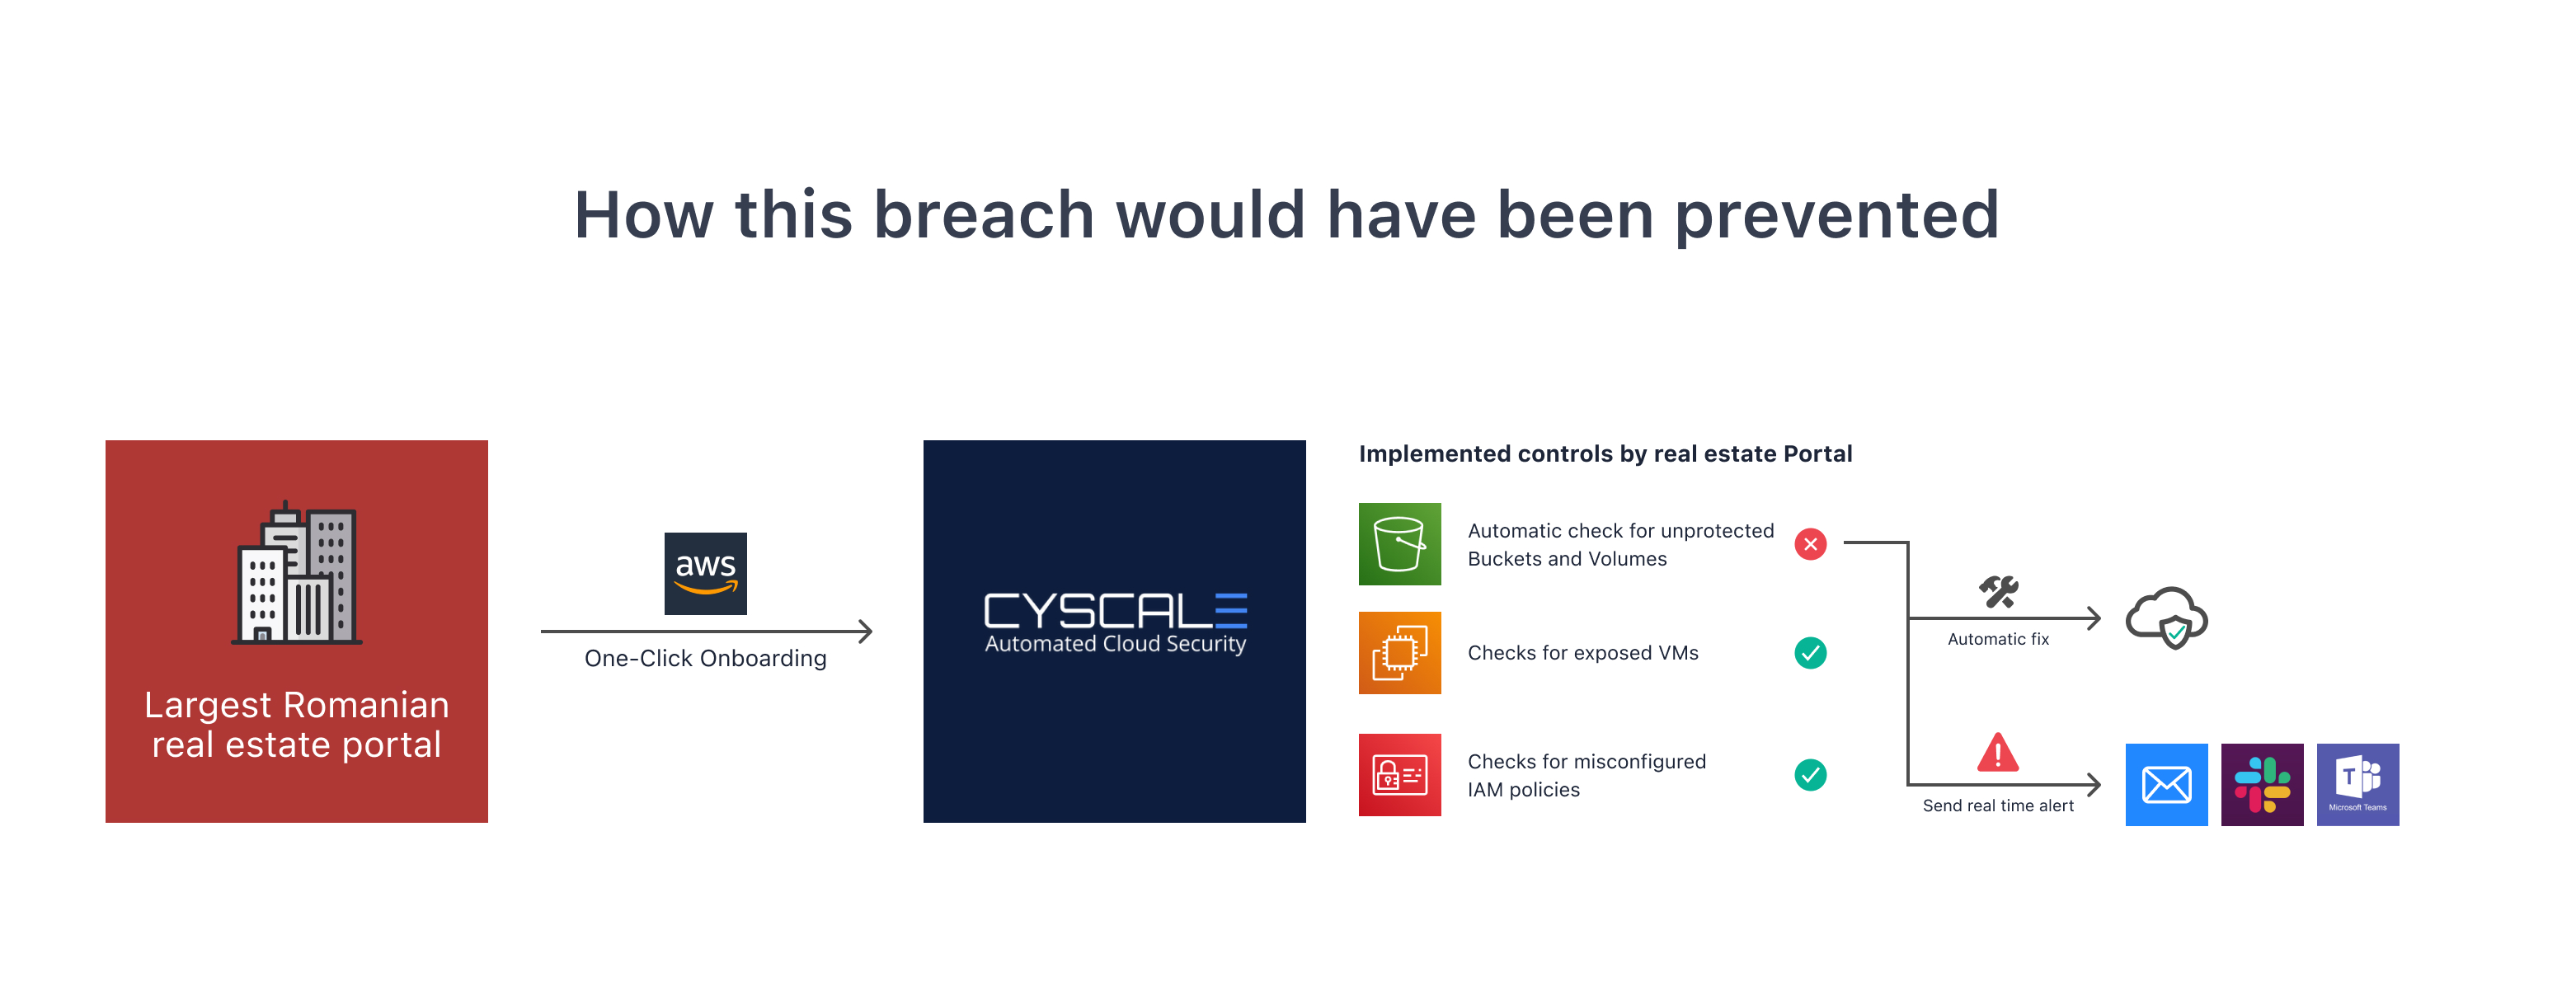 How this breach would have been prevented
Largest Romanian
real estate portal
aws
One-Click Onboarding
CYSCALE
Automated Cloud Security
Implemented controls by real estate Portal
Automatic check for unprotected
Buckets and Volumes
Checks for exposed VMs
Checks for misconfigured
IAM policies
Automatic fix
Send real time alert
T
Microsoft Teams